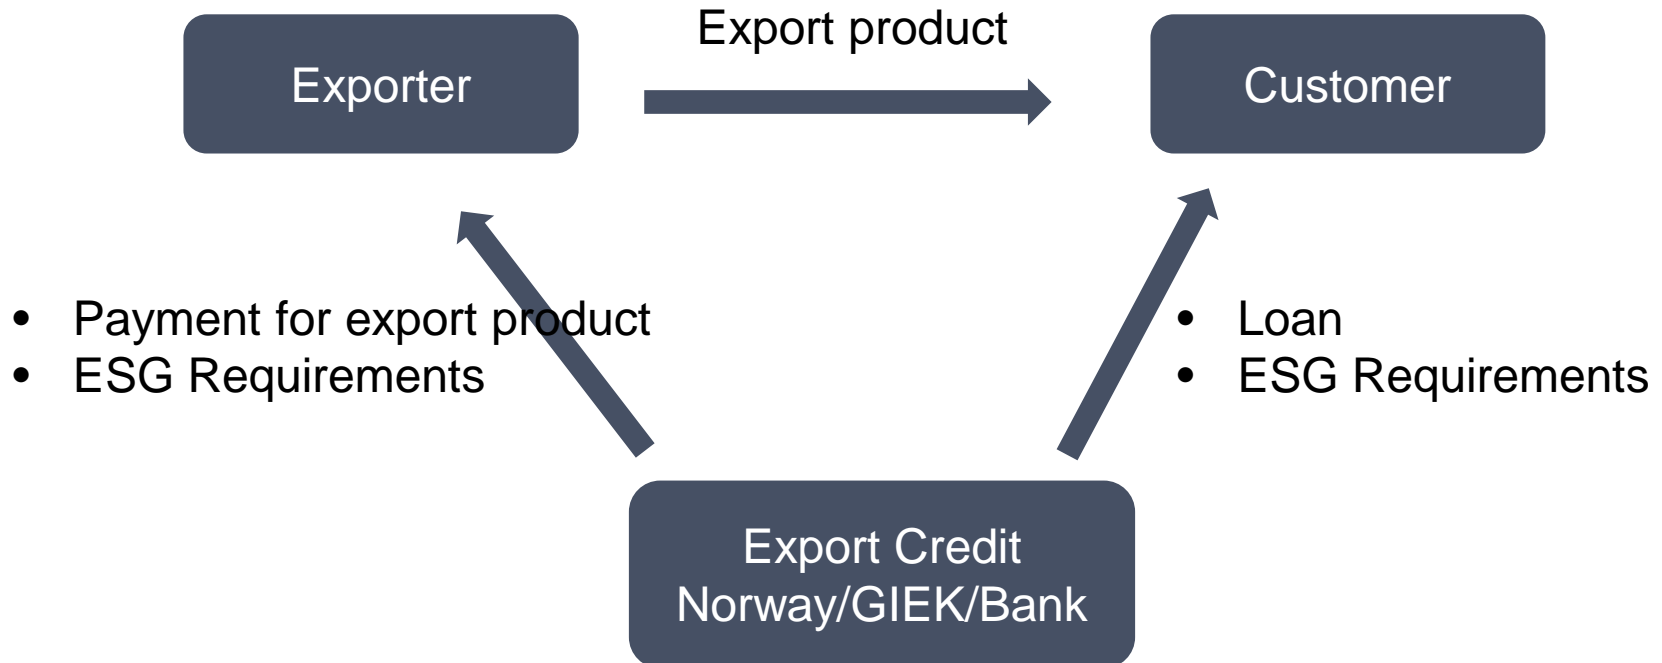 Export product
Exporter
Customer
• Payment for export product
• ESG Requirements
• Loan
• ESG Requirements
Export Credit
Norway/GIEK/Bank